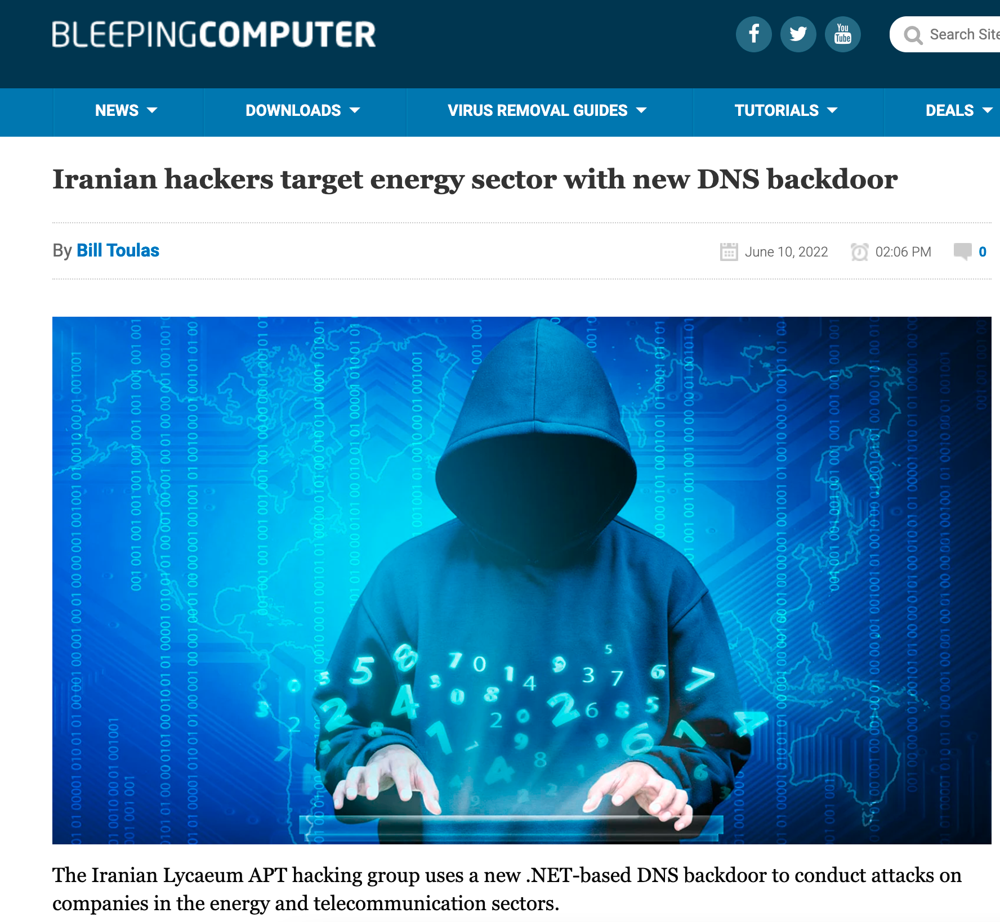 BLEEPINGCOMPUTER
You
Tube
Search Site
NEWS
DOWNLOADS
VIRUS REMOVAL GUIDES
TUTORIALS
DEALS
Iranian hackers target energy sector with new DNS backdoor
By Bill Toulas
June 10, 2022
02:06 PM
0
The Iranian Lycaeum APT hacking group uses a new .NET-based DNS backdoor to conduct attacks on
companies in the energy and telecommunication sectors.